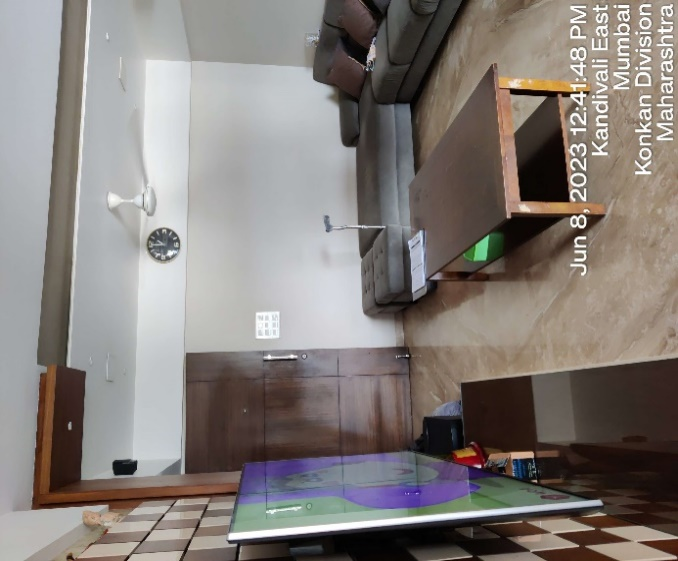 Jun 8, 2023 12:41:48 PM
Kandivali East
Mumbai
Konkan Division
Maharashtra